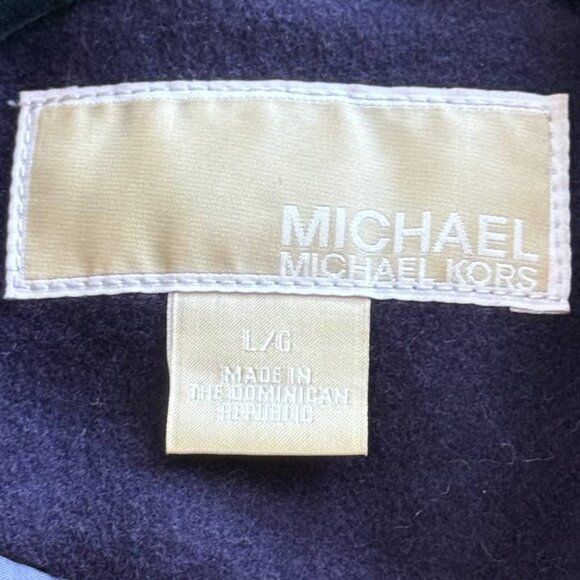 MICHAEL
MICHAEL KORS
L/G
MADE IN
THE DOMINICAN
REPUBLIC